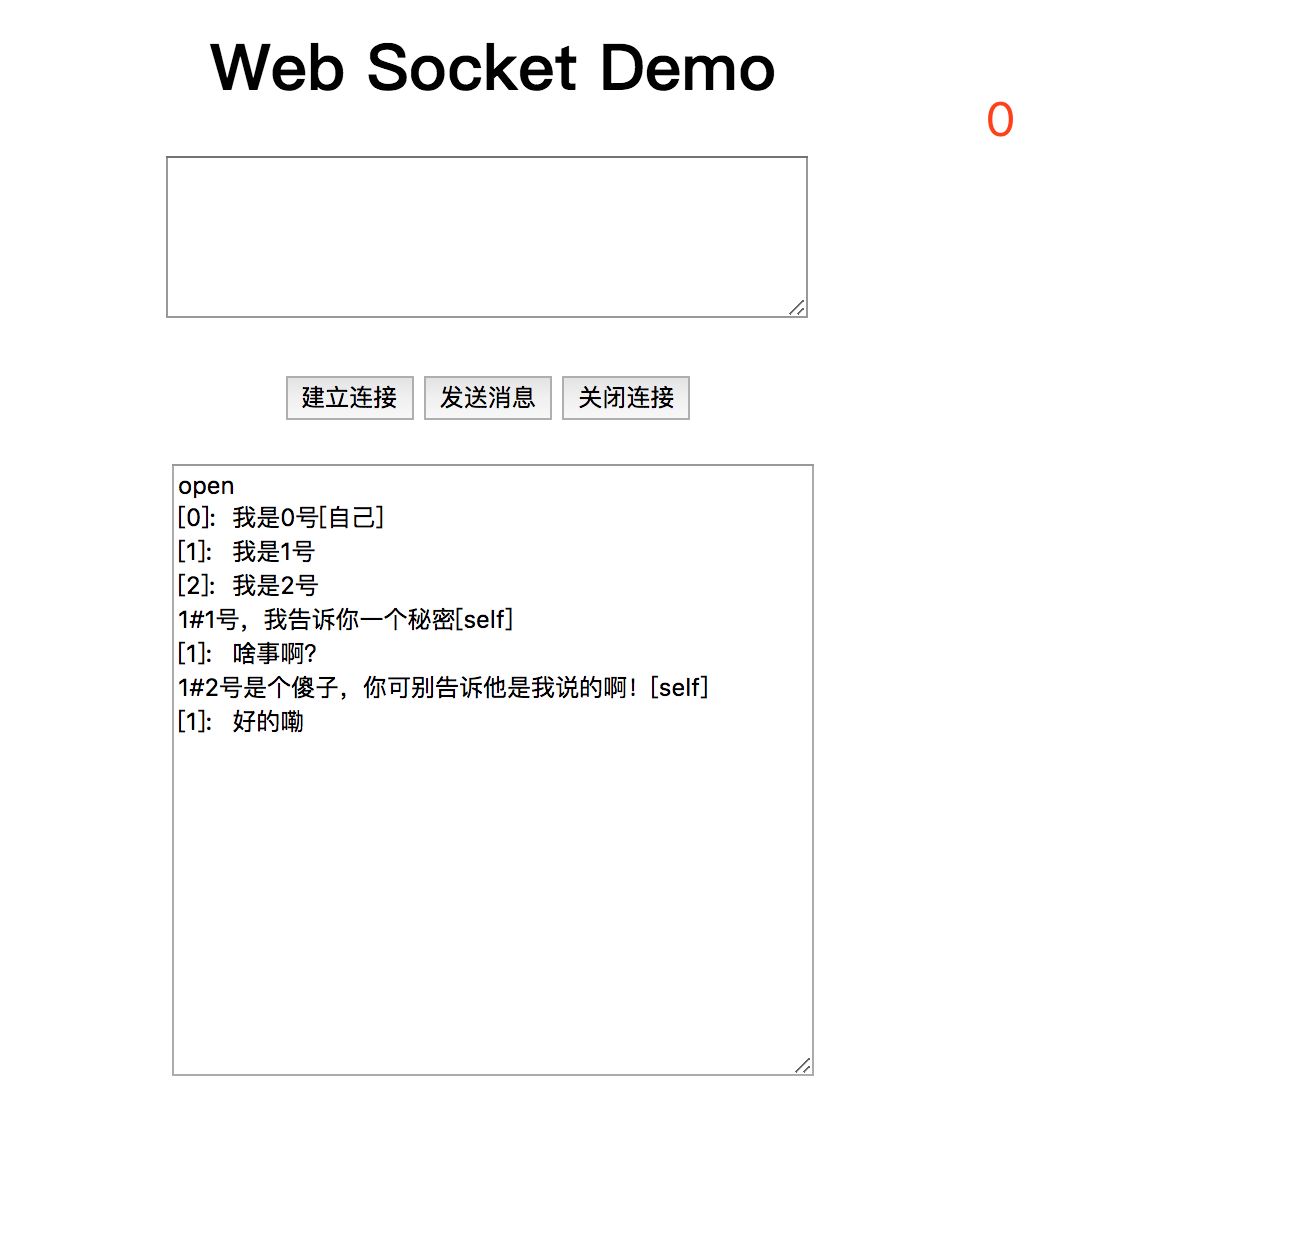 Web Socket Demo
0
建立连接 发送消息 关闭连接
open
[0]: 我是0号[自己]
[1]: 我是1号
[2]: 我是2号
1#1号，我告诉你一个秘密[self]
[1]: 啥事啊？
1#2号是个傻子，你可别告诉他是我说的啊！[self]
[1]: 好的嘞